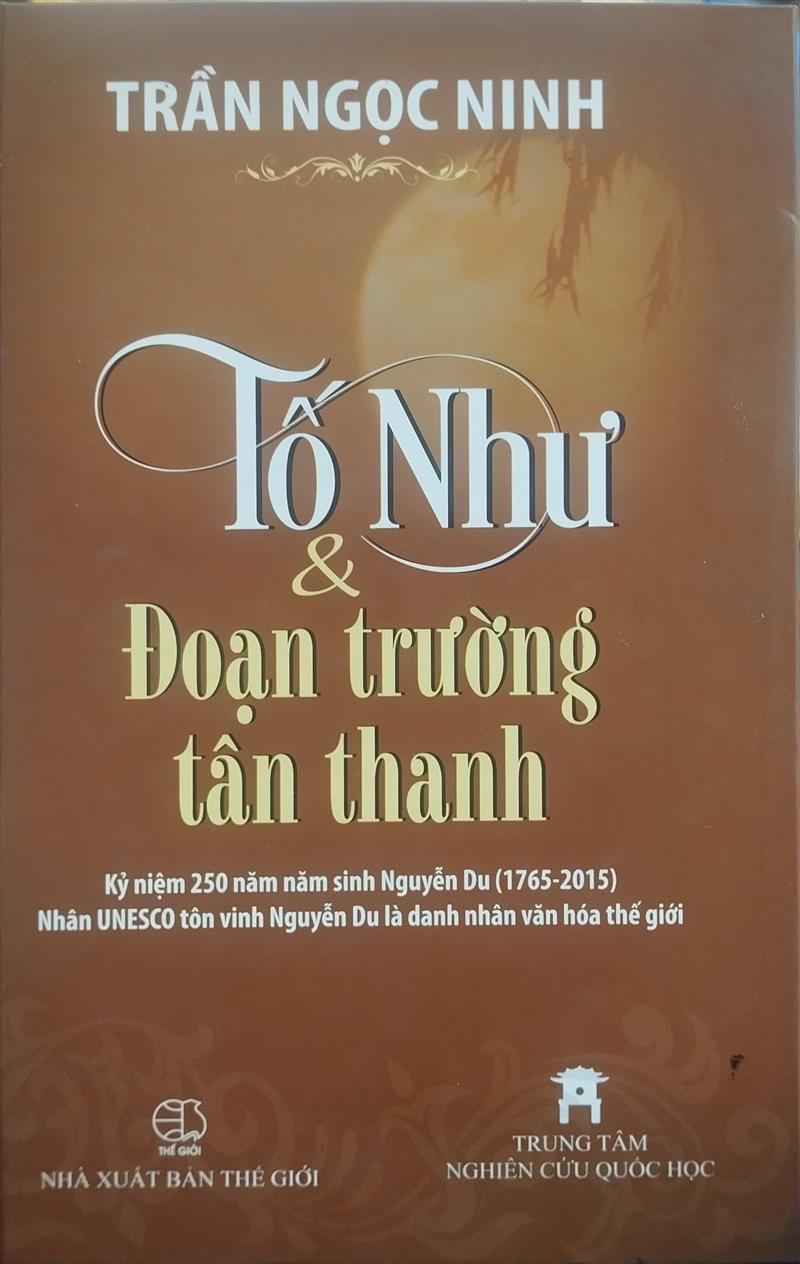 TRẦN NGỌC NINH
Tố Như
&
Đoạn trường
tân thanh
Kỷ niệm 250 năm năm sinh Nguyễn Du (1765-2015)
Nhân UNESCO tôn vinh Nguyễn Du là danh nhân văn hóa thế giới
THẾ GIỚI
NHÀ XUẤT BẢN THẾ GIỚI
TRUNG TÂM
NGHIÊN CỨU QUỐC HỌC